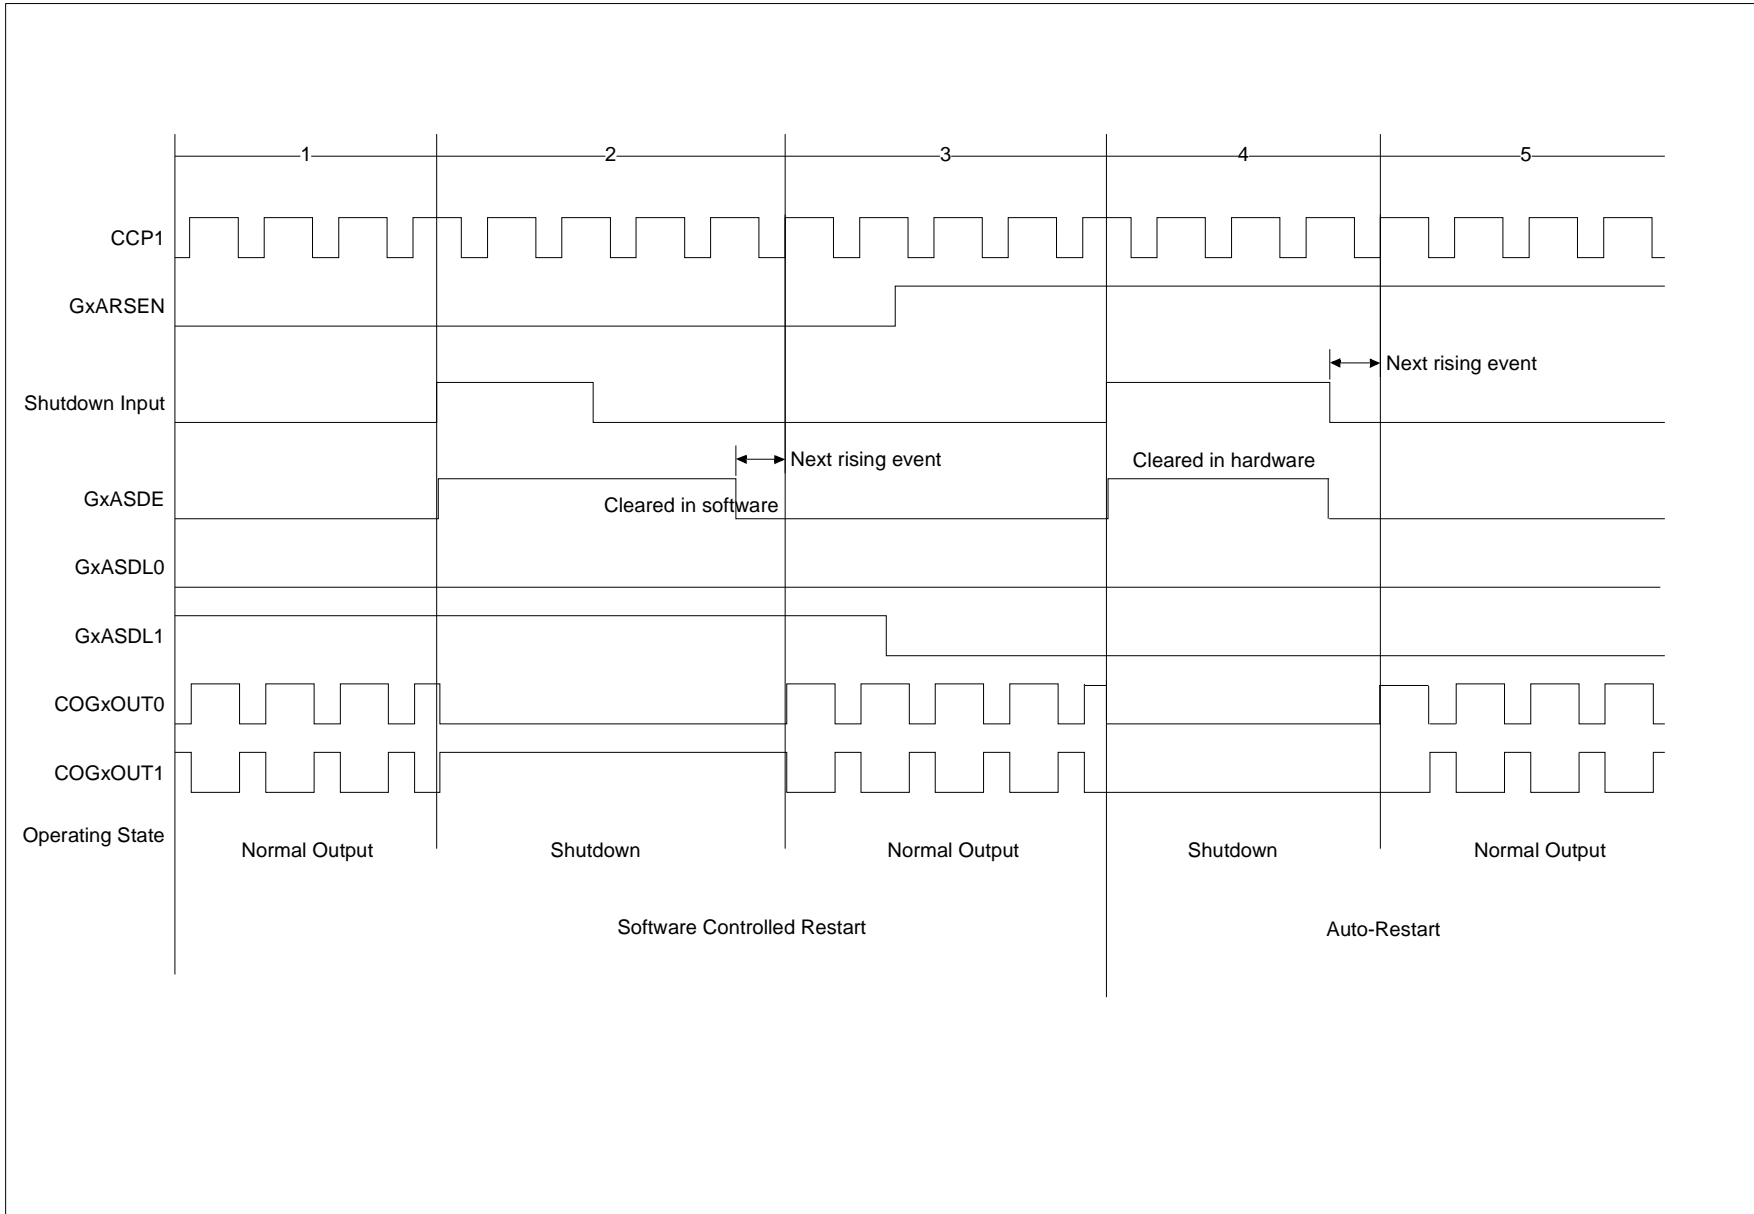 1 2 3 4 5
CCP1
GxARSEN
Next rising event
Shutdown Input
Next rising event
Cleared in hardware
GxASDE
Cleared in software
GxASDL0
GxASDL1
COGxOUT0
COGxOUT1
Operating State
Normal Output Shutdown Normal Output Shutdown Normal Output
Software Controlled Restart Auto-Restart